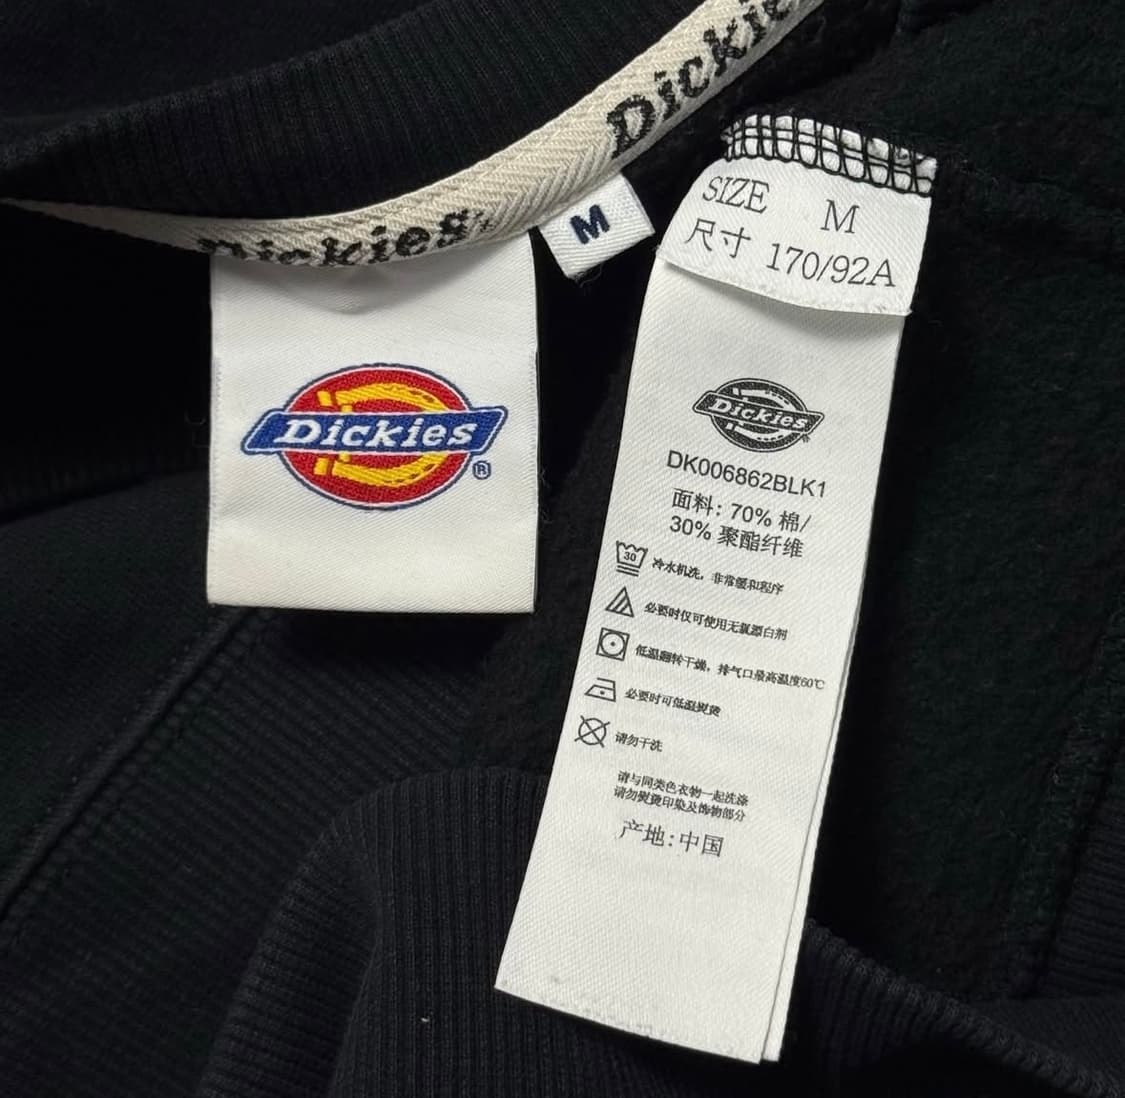 Dickies
Dickies
M
Dickies
®
SIZE M
尺寸 170/92A
Dickies
DK006862BLK1
面料: 70% 棉/
30% 聚酯纤维
30
冷水机洗，非常缓和程序
必要时仅可使用无氯漂白剂
低温翻转干燥，排气口最高温度60℃
必要时可低温熨烫
请勿干洗
请与同类色衣物一起洗涤
请勿熨烫印染及饰物部分
产地:中国